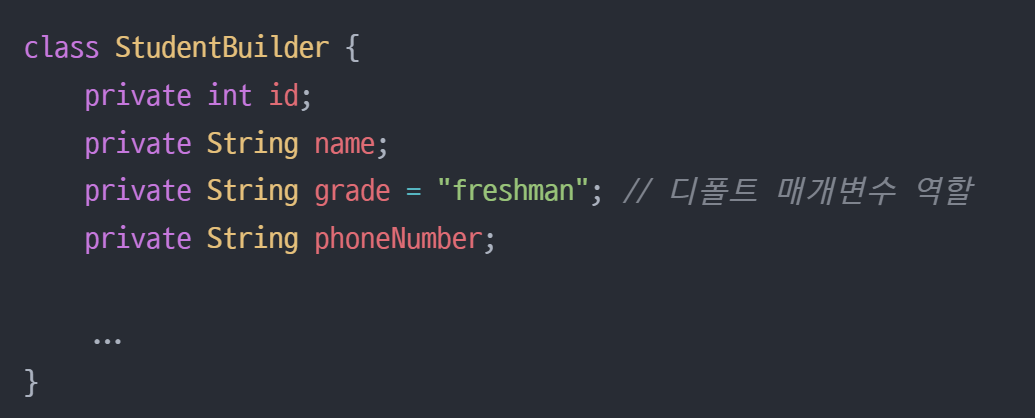 class StudentBuilder {
    private int id;
    private String name;
    private String grade = "freshman"; // 디폴트 매개변수 역할
    private String phoneNumber;
    ...
}